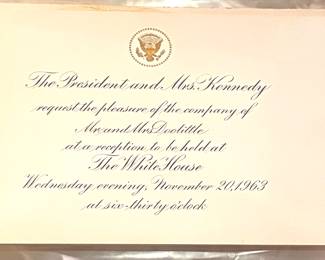 The President and Mrs. Kennedy
request the pleasure of the company of
Mr. and Mrs. Doolittle
at a reception to be held at
The White House
Wednesday evening, November 20, 1963
at six-thirty o'clock